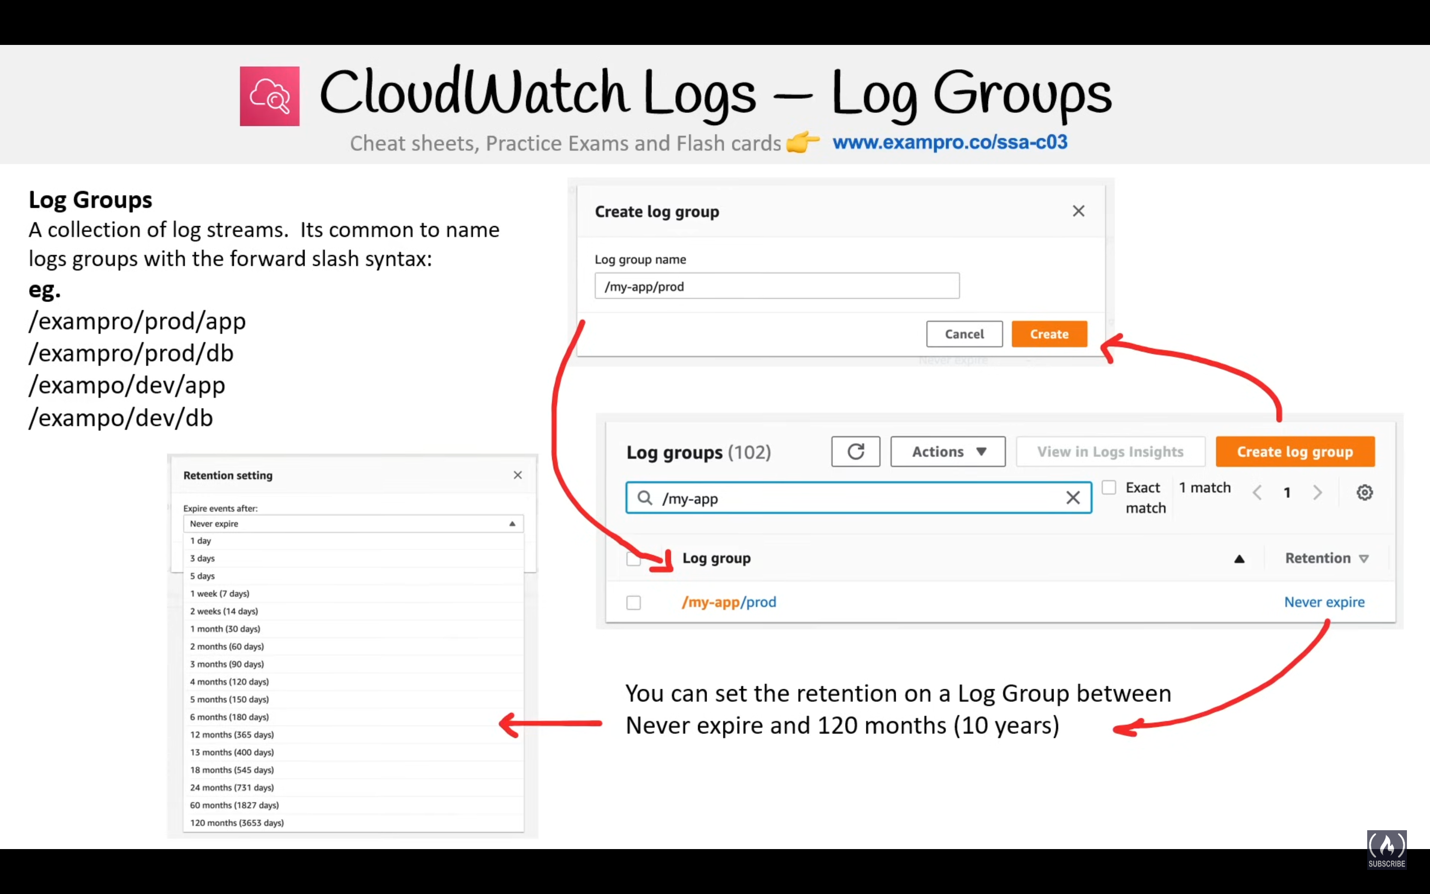 CloudWatch Logs – Log Groups
Cheat sheets, Practice Exams and Flash cards 👉 www.exampro.co/ssa-c03
Log Groups
A collection of log streams. Its common to name
logs groups with the forward slash syntax:
eg.
/exampro/prod/app
/exampro/prod/db
/exampo/dev/app
/exampo/dev/db
Create log group
Log group name
/my-app/prod
Cancel
Create
Never expire
Log groups (102)
Actions
View in Logs Insights
Create log group
/my-app
Exact
match
1 match
1
Log group
Retention
/my-app/prod
Never expire
You can set the retention on a Log Group between
Never expire and 120 months (10 years)
Retention setting
Expire events after:
Never expire
1 day
3 days
5 days
1 week (7 days)
2 weeks (14 days)
1 month (30 days)
2 months (60 days)
3 months (90 days)
4 months (120 days)
5 months (150 days)
6 months (180 days)
12 months (365 days)
13 months (400 days)
18 months (545 days)
24 months (731 days)
60 months (1827 days)
120 months (3653 days)
SUBSCRIBE